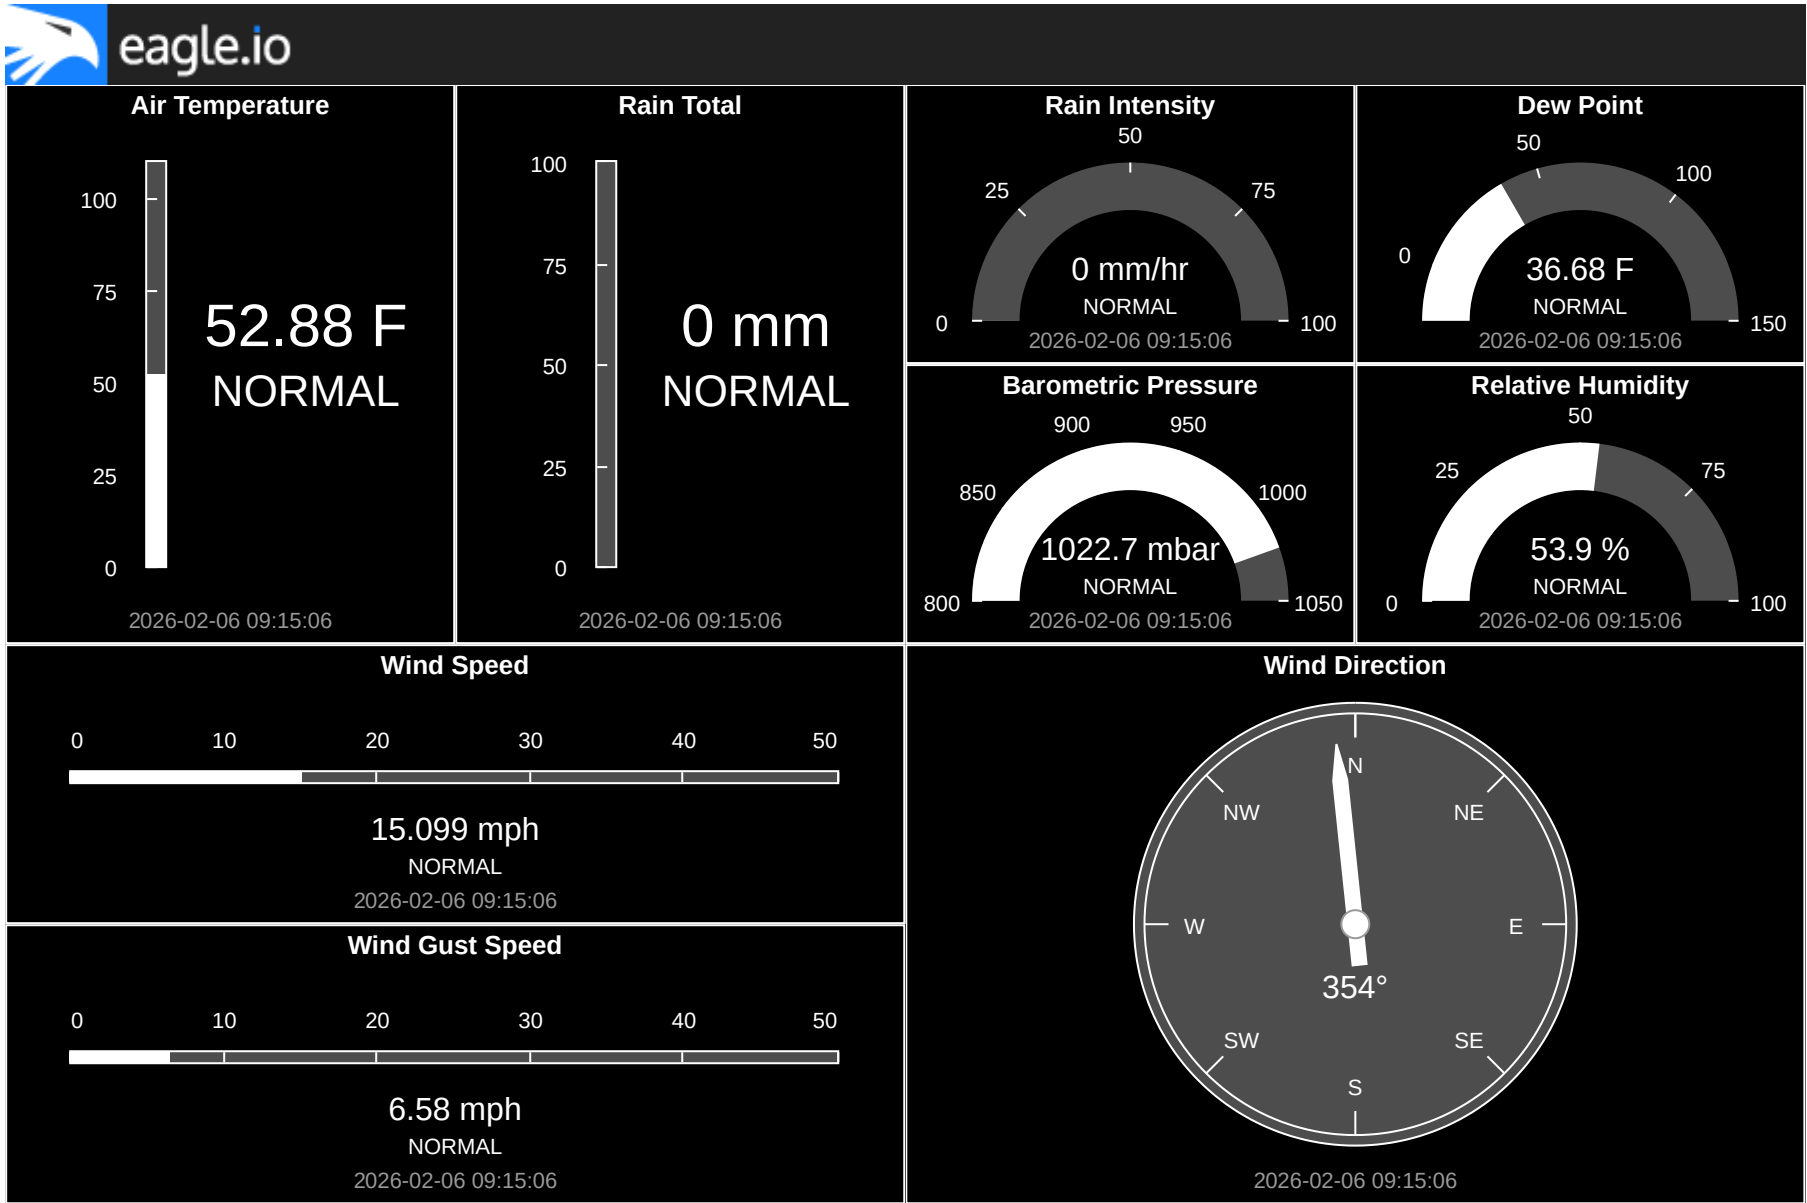 eagle.io
Air Temperature
100
75
50
25
0
52.88 F
NORMAL
2026-02-06 09:15:06
Rain Total
100
75
50
25
0
0 mm
NORMAL
2026-02-06 09:15:06
Rain Intensity
50
25
75
0
100
0 mm/hr
NORMAL
2026-02-06 09:15:06
Dew Point
50
100
0
150
36.68 F
NORMAL
2026-02-06 09:15:06
Barometric Pressure
900
950
850
1000
800
1050
1022.7 mbar
NORMAL
2026-02-06 09:15:06
Relative Humidity
50
25
75
0
100
53.9 %
NORMAL
2026-02-06 09:15:06
Wind Speed
0 10 20 30 40 50
15.099 mph
NORMAL
2026-02-06 09:15:06
Wind Gust Speed
0 10 20 30 40 50
6.58 mph
NORMAL
2026-02-06 09:15:06
Wind Direction
N
NW
NE
W
E
354°
SW
SE
S
2026-02-06 09:15:06